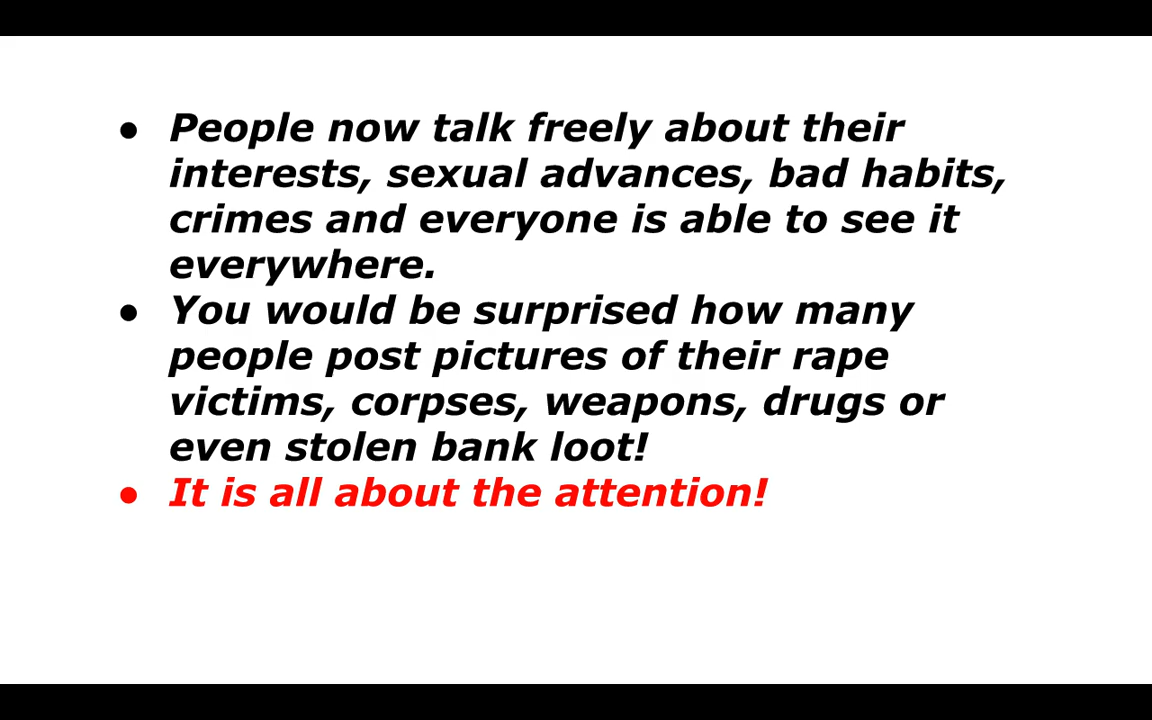 ● People now talk freely about their
interests, sexual advances, bad habits,
crimes and everyone is able to see it
everywhere.
● You would be surprised how many
people post pictures of their rape
victims, corpses, weapons, drugs or
even stolen bank loot!
● It is all about the attention!